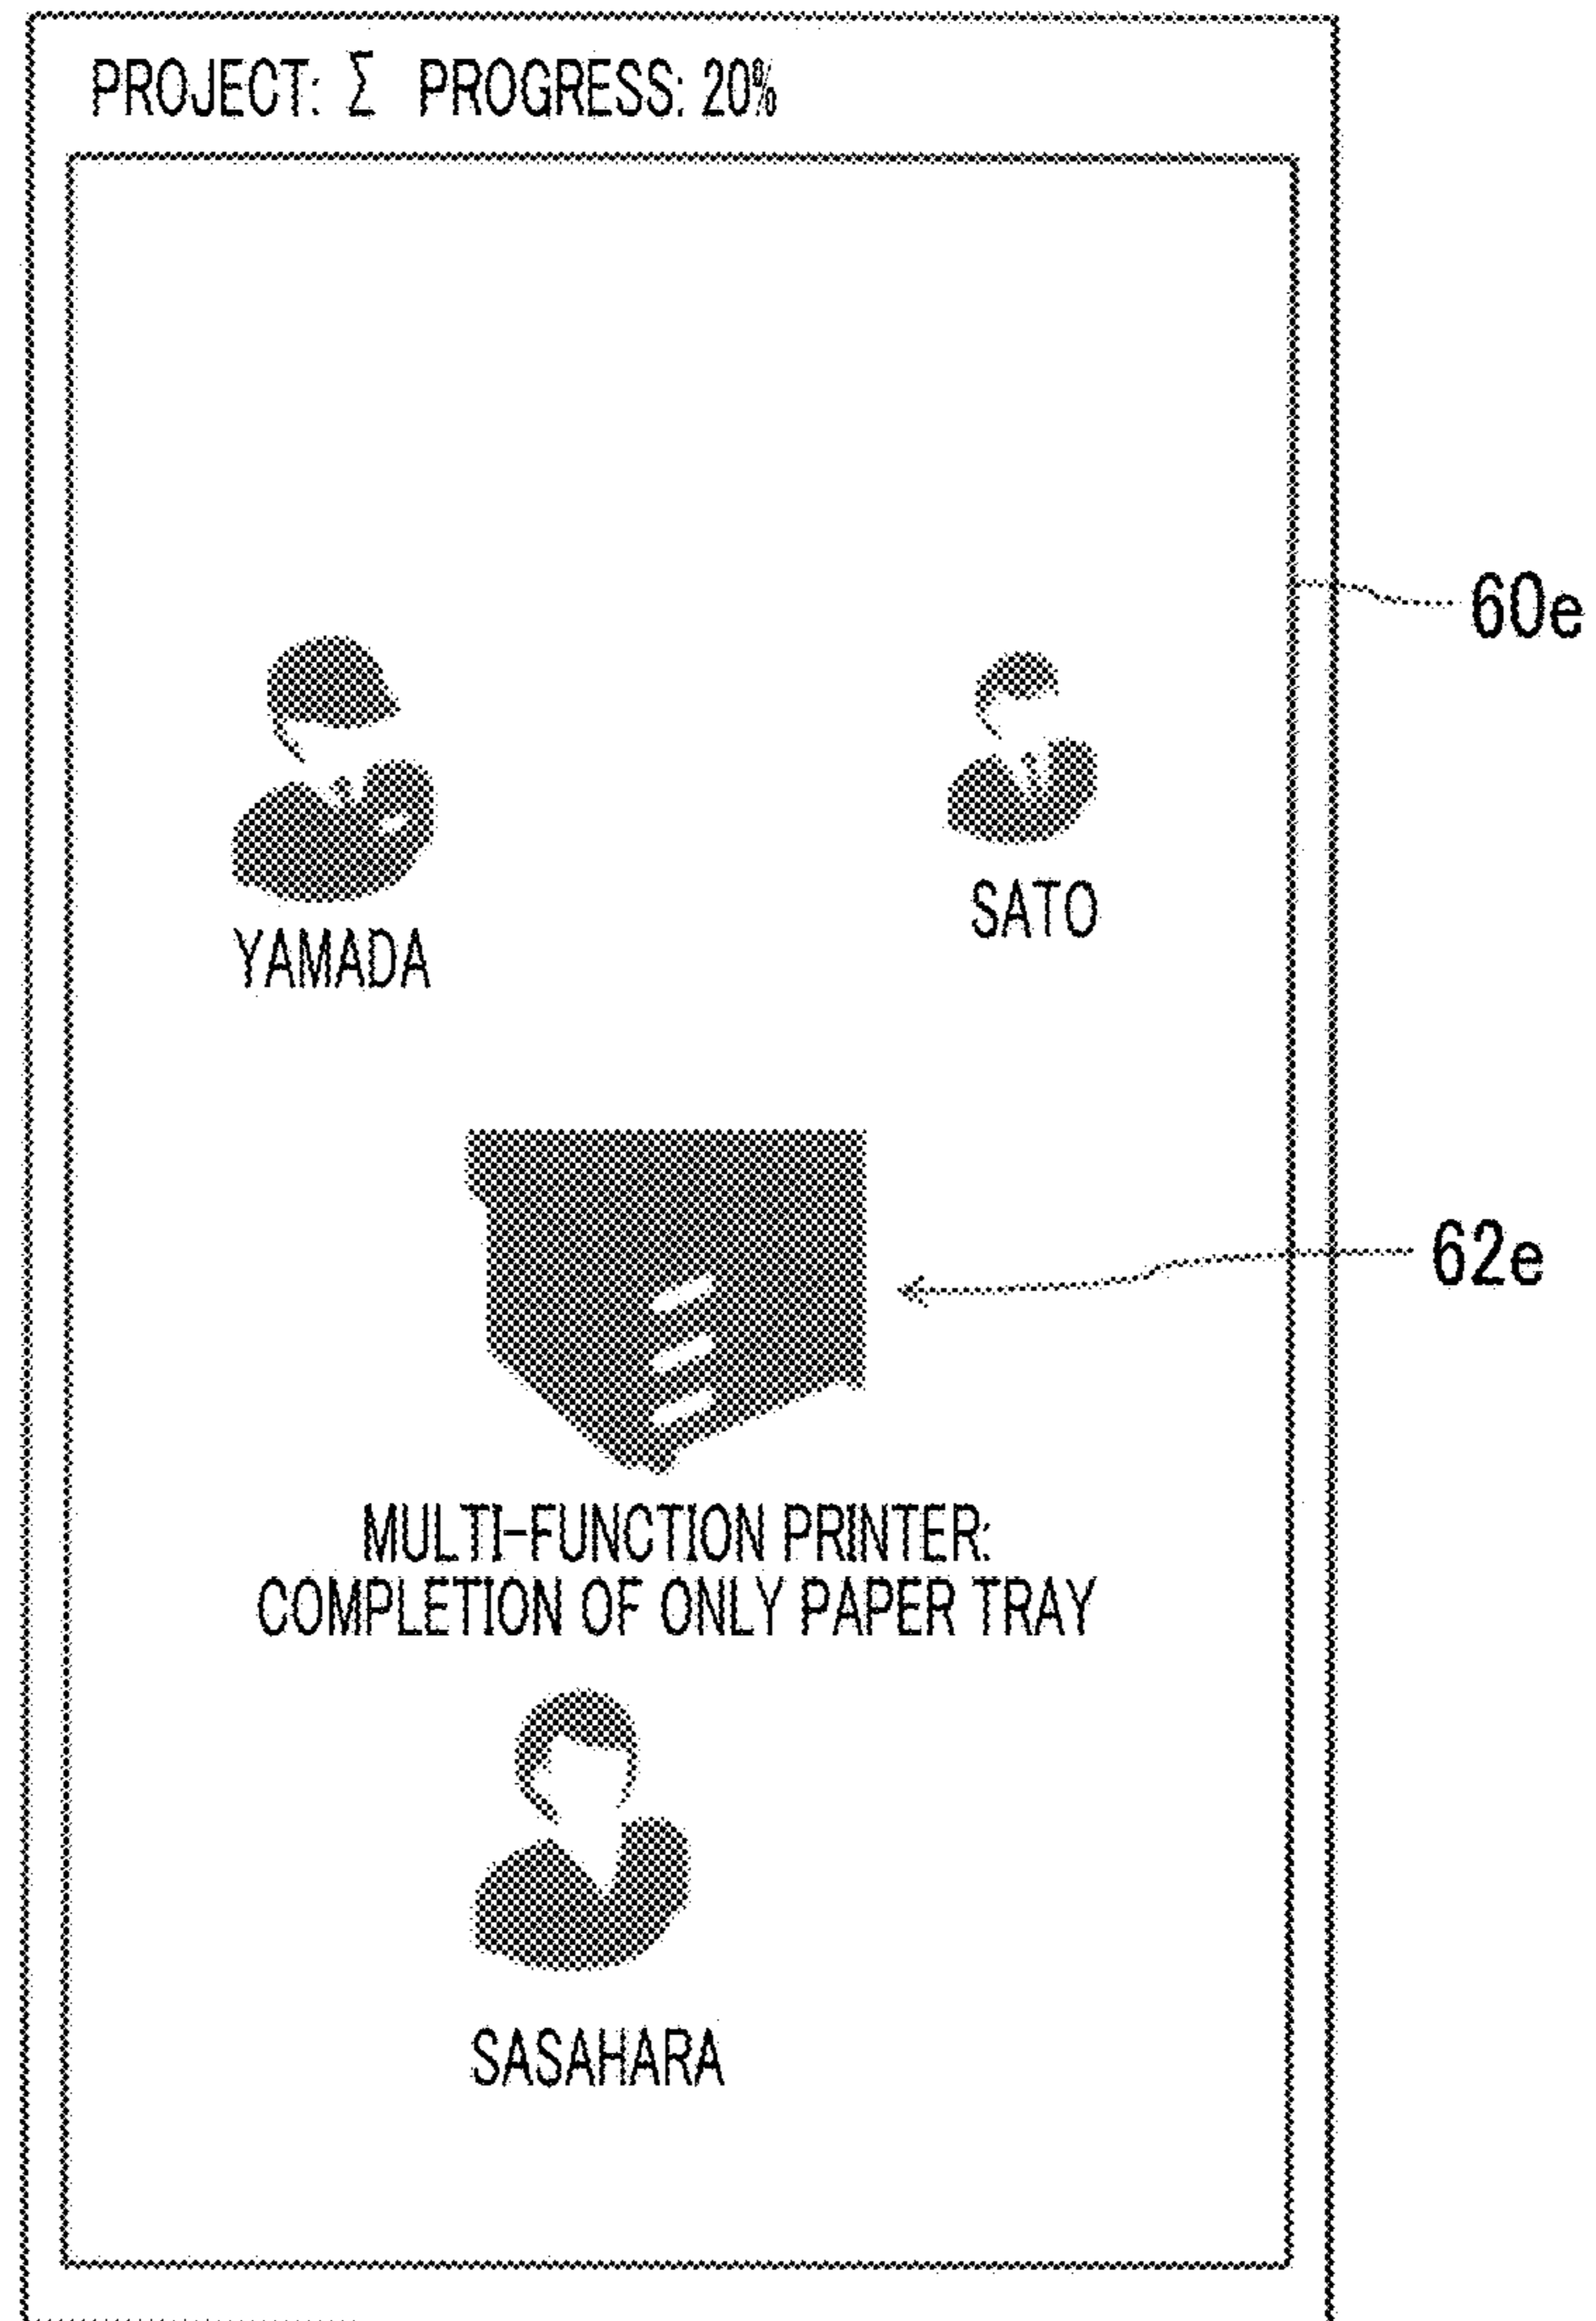 PROJECT: Σ PROGRESS: 20%
60e
YAMADA
SATO
62e
MULTI-FUNCTION PRINTER:
COMPLETION OF ONLY PAPER TRAY
SASAHARA